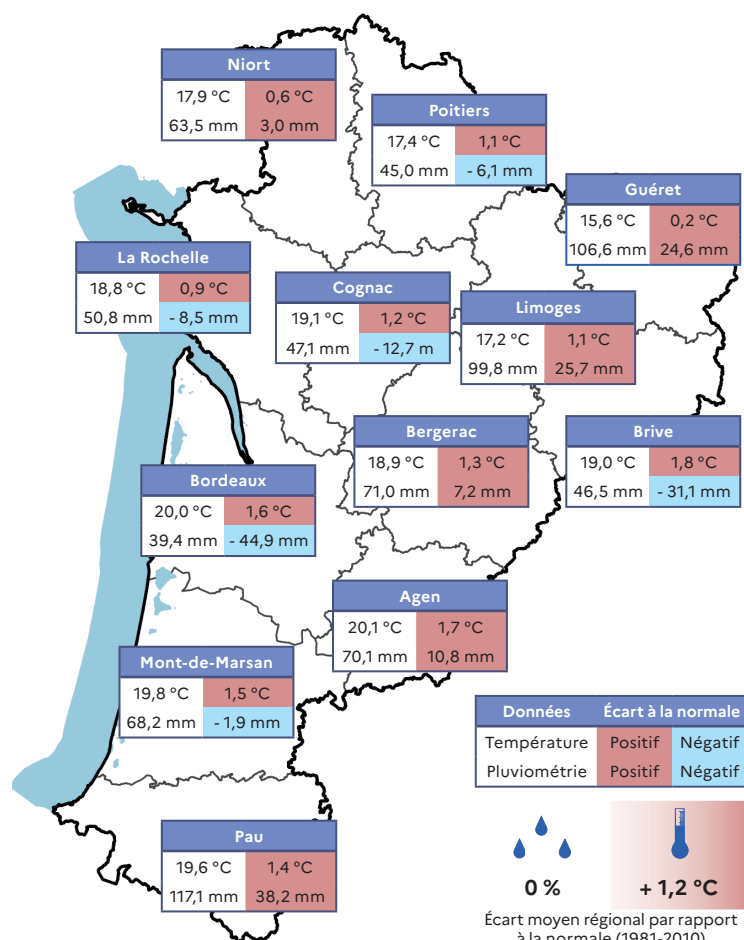 Niort
17,9 °C 0,6 °C
63,5 mm 3,0 mm
Poitiers
17,4 °C 1,1 °C
45,0 mm - 6,1 mm
Guéret
15,6 °C 0,2 °C
106,6 mm 24,6 mm
La Rochelle
18,8 °C 0,9 °C
50,8 mm - 8,5 mm
Cognac
19,1 °C 1,2 °C
47,1 mm - 12,7 m
Limoges
17,2 °C 1,1 °C
99,8 mm 25,7 mm
Bergerac
18,9 °C 1,3 °C
71,0 mm 7,2 mm
Brive
19,0 °C 1,8 °C
46,5 mm - 31,1 mm
Bordeaux
20,0 °C 1,6 °C
39,4 mm - 44,9 mm
Agen
20,1 °C 1,7 °C
70,1 mm 10,8 mm
Mont-de-Marsan
19,8 °C 1,5 °C
68,2 mm - 1,9 mm
Pau
19,6 °C 1,4 °C
117,1 mm 38,2 mm
Données Écart à la normale
Température Positif Négatif
Pluviométrie Positif Négatif
0 % + 1,2 °C
Écart moyen régional par rapport
à la normale (1981-2010)